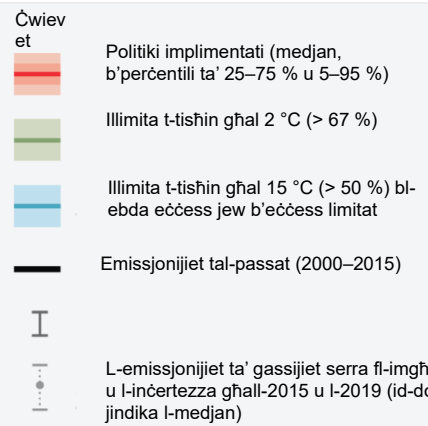 Ċwiev
et
Politiki implimentati (medjan,
b’perċentili ta’ 25–75 % u 5–95 %)
Illimita t-tisħin għal 2 °C (> 67 %)
Illimita t-tisħin għal 15 °C (> 50 %) bl-
ebda eċċess jew b’eċċess limitat
Emissjonijiet tal-passat (2000–2015)
L-emissjonijiet ta’ gassijiet serra fl-imgħ
u l-inċertezza għall-2015 u l-2019 (id-do
jindika l-medjan)